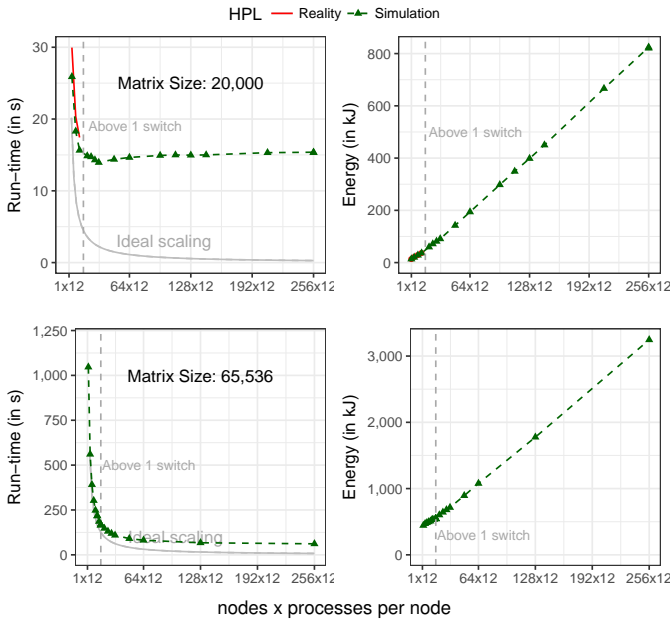 HPL Reality Simulation
Run−time (in s)
30
20
10
0
Matrix Size: 20,000
Above 1 switch
Ideal scaling
1x12 64x12 128x12 192x12 256x12
Energy (in kJ)
800
600
400
200
0
Above 1 switch
1x12 64x12 128x12 192x12 256x12
Run−time (in s)
1,250
1,000
750
500
250
0
Matrix Size: 65,536
Above 1 switch
Ideal scaling
1x12 64x12 128x12 192x12 256x12
Energy (in kJ)
3,000
2,000
1,000
0
Above 1 switch
1x12 64x12 128x12 192x12 256x12
nodes x processes per node